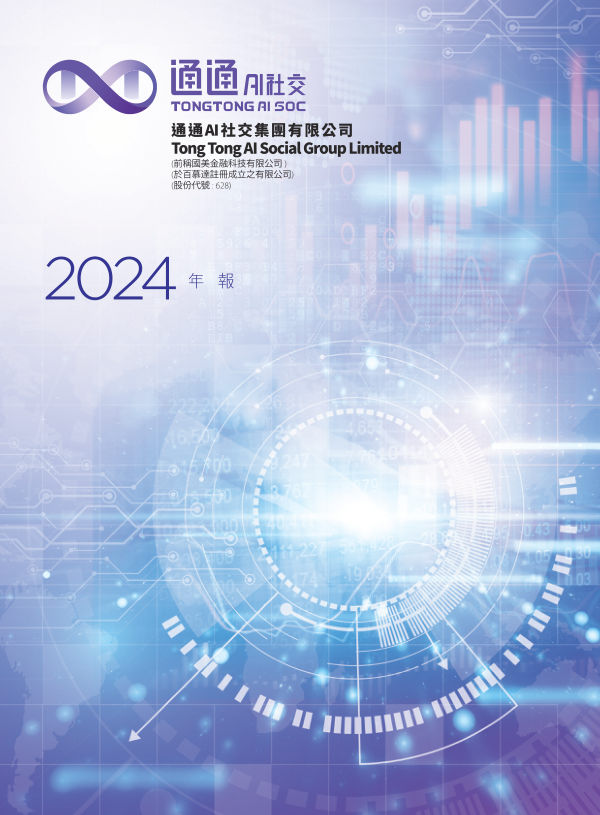 通通AI社交
TONGTONG AI SOC
通通AI社交集團有限公司
Tong Tong AI Social Group Limited
(前稱國美金融科技有限公司)
(於百慕達註冊成立之有限公司)
(股份代號 : 628)
2024 年 報